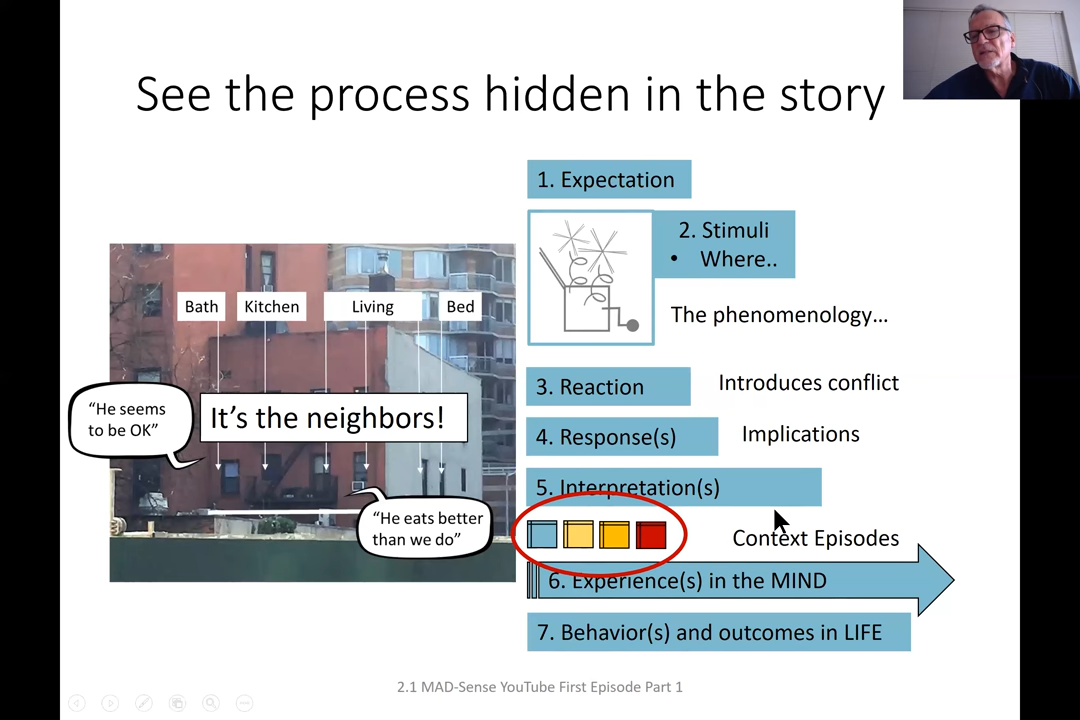 See the process hidden in the story
1. Expectation
2. Stimuli
• Where..
The phenomenology...
3. Reaction
Introduces conflict
4. Response(s)
Implications
5. Interpretation(s)
Context Episodes
6. Experience(s) in the MIND
7. Behavior(s) and outcomes in LIFE
Bath
Kitchen
Living
Bed
“He seems
to be OK”
It’s the neighbors!
“He eats better
than we do”
2.1 MAD-Sense YouTube First Episode Part 1